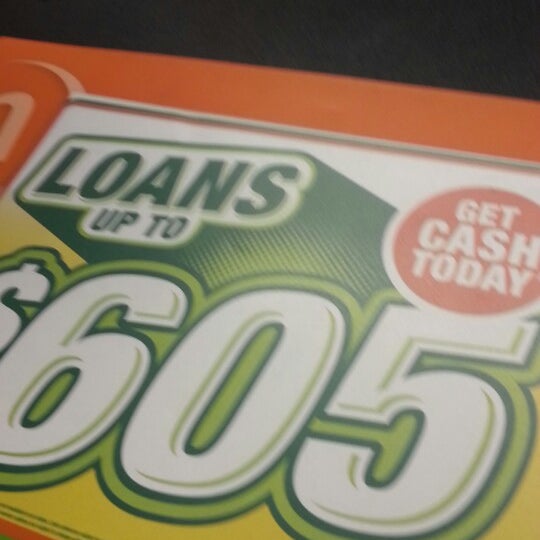 LOANS
UP TO
$605
GET
CASH
TODAY